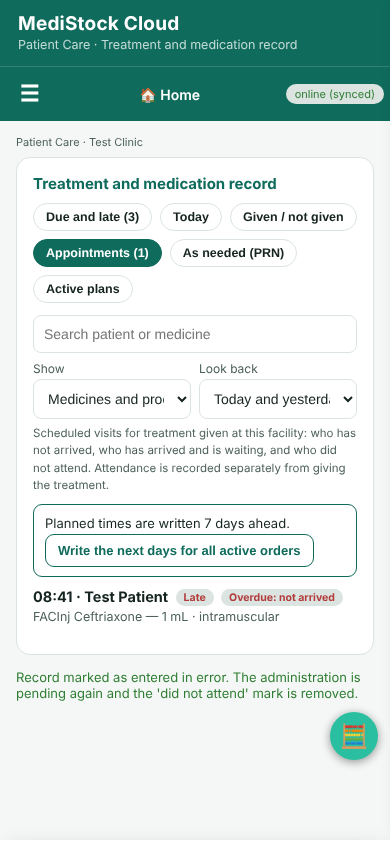 MediStock Cloud
Patient Care · Treatment and medication record
☰
Home
online (synced)
Patient Care · Test Clinic
Treatment and medication record
Due and late (3)
Today
Given / not given
Appointments (1)
As needed (PRN)
Active plans
Search patient or medicine
Show
Look back
Medicines and
Today and
Scheduled visits for treatment given at this facility: who has
not arrived, who has arrived and is waiting, and who did
not attend. Attendance is recorded separately from giving
the treatment.
Planned times are written 7 days ahead.
Write the next days for all active orders
08:41 · Test Patient Late Overdue: not arrived
FACInj Ceftriaxone — 1 mL · intramuscular
Record marked as entered in error. The administration is
pending again and the 'did not attend' mark is removed.